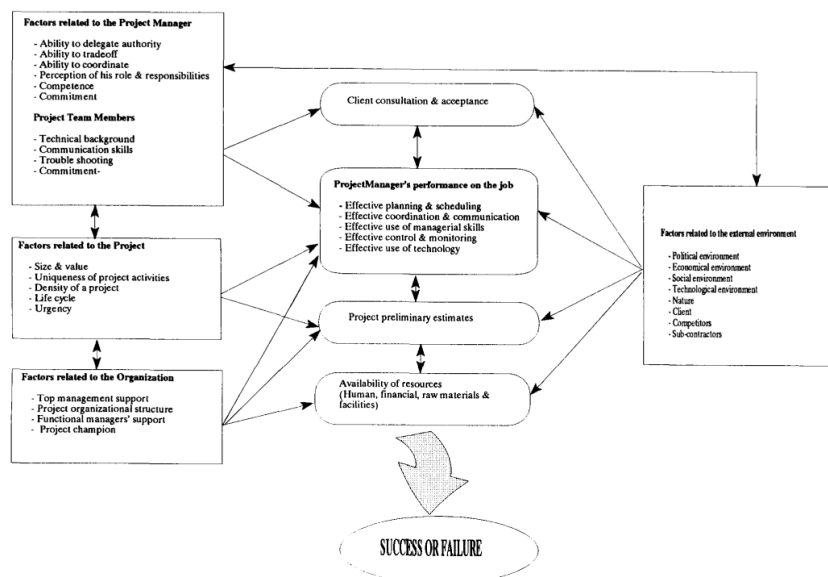 Factors related to the Project Manager
- Ability to delegate authority
- Ability to tradeoff
- Ability to coordinate
- Perception of his role & responsibilities
- Competence
- Commitment
Project Team Members
- Technical background
- Communication skills
- Trouble shooting
- Commitment-
Factors related to the Project
- Size & value
- Uniqueness of project activities
- Density of a project
- Life cycle
- Urgency
Factors related to the Organization
- Top management support
- Project organizational structure
- Functional managers' support
- Project champion
Client consultation & acceptance
ProjectManager's performance on the job
- Effective planning & scheduling
- Effective coordination & communication
- Effective use of managerial skills
- Effective control & monitoring
- Effective use of technology
Project preliminary estimates
Availability of resources
(Human, financial, raw materials &
facilities)
Factors related to the external environment
- Political environment
- Economical environment
- Social environment
- Technological environment
- Nature
- Client
- Competitors
- Sub-contractors
SUCCESS OR FAILURE